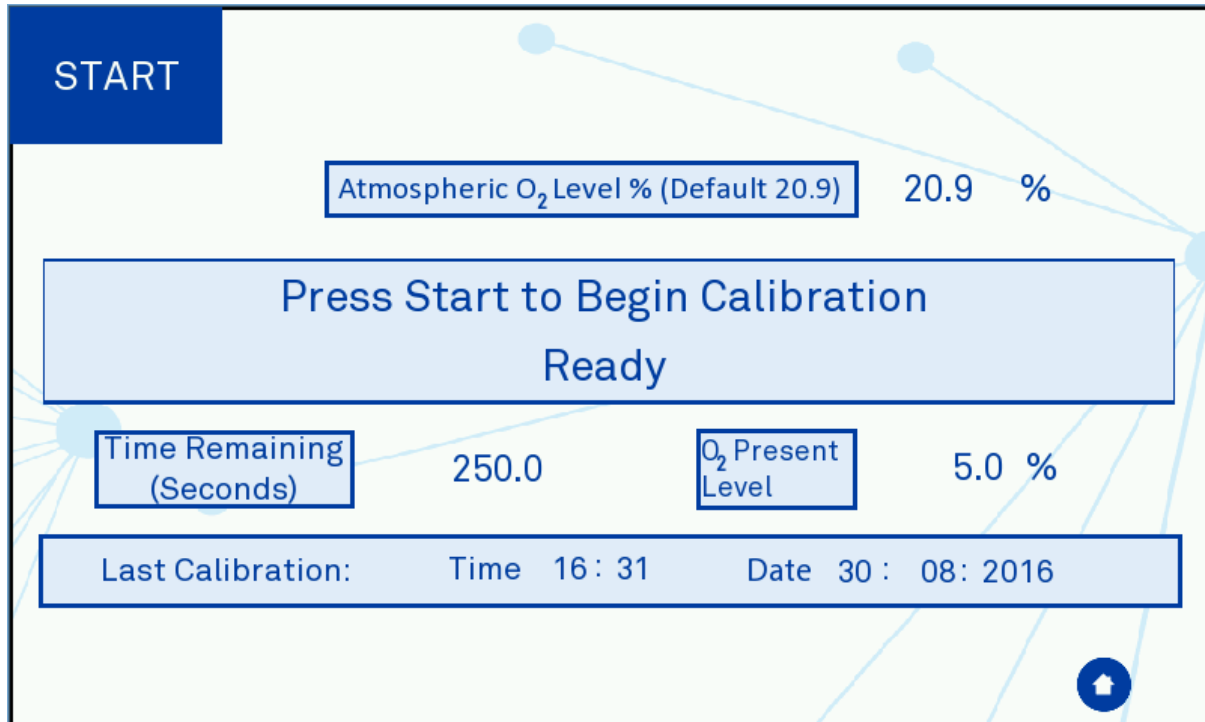 START
Atmospheric O₂ Level % (Default 20.9) 20.9 %
Press Start to Begin Calibration
Ready
Time Remaining
(Seconds)
250.0
O₂ Present
Level
5.0 %
Last Calibration: Time 16 : 31 Date 30 : 08 : 2016